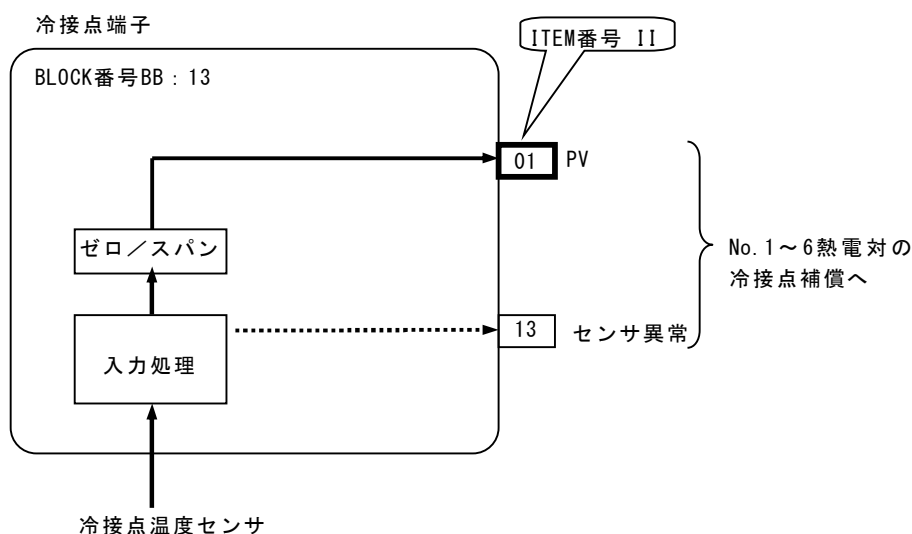 冷接点端子
ITEM番号 II
BLOCK番号BB:13
01 PV
ゼロ/スパン
No.1~6熱電対の
冷接点補償へ
13 センサ異常
入力処理
冷接点温度センサ